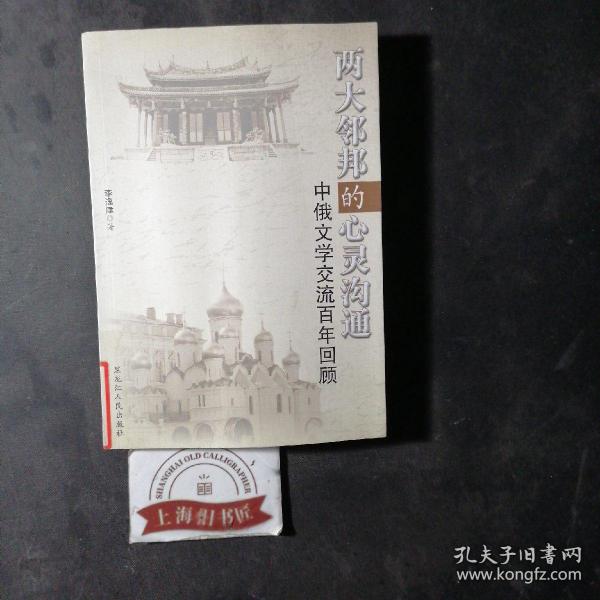 两大邻邦的心灵沟通
中俄文学交流百年回顾
李逸津 著
黑龙江人民出版社
SHANGHAI OLD CALLIGRAPHER
上海旧书店
孔夫子旧书网
www.kongfz.com